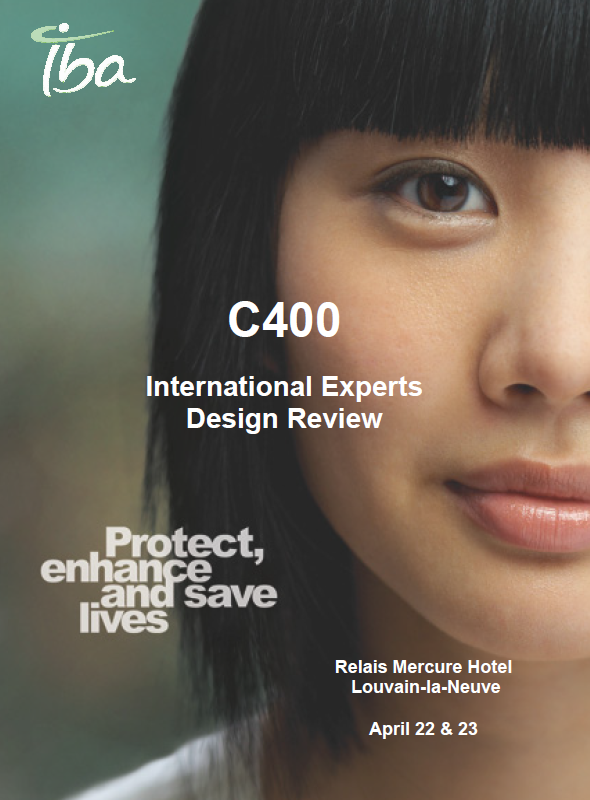 iba
C400
International Experts
Design Review
Protect,
enhance
and save
lives
Relais Mercure Hotel
Louvain-la-Neuve
April 22 & 23